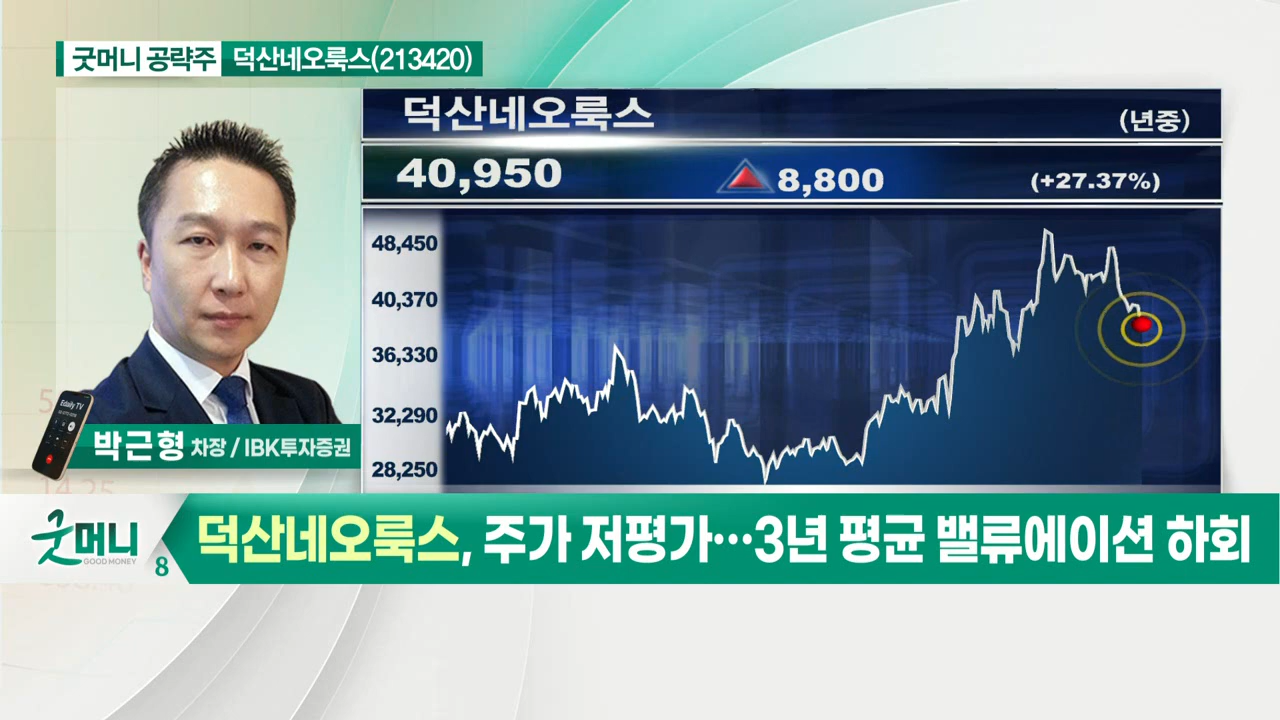 굿머니 공략주 덕산네오룩스(213420)
덕산네오룩스 (년중)
40,950 8,800 (+27.37%)
48,450
40,370
36,330
32,290
28,250
Edaily TV
박근형 차장 / IBK투자증권
굿머니
GOOD MONEY
8
덕산네오룩스, 주가 저평가…3년 평균 밸류에이션 하회